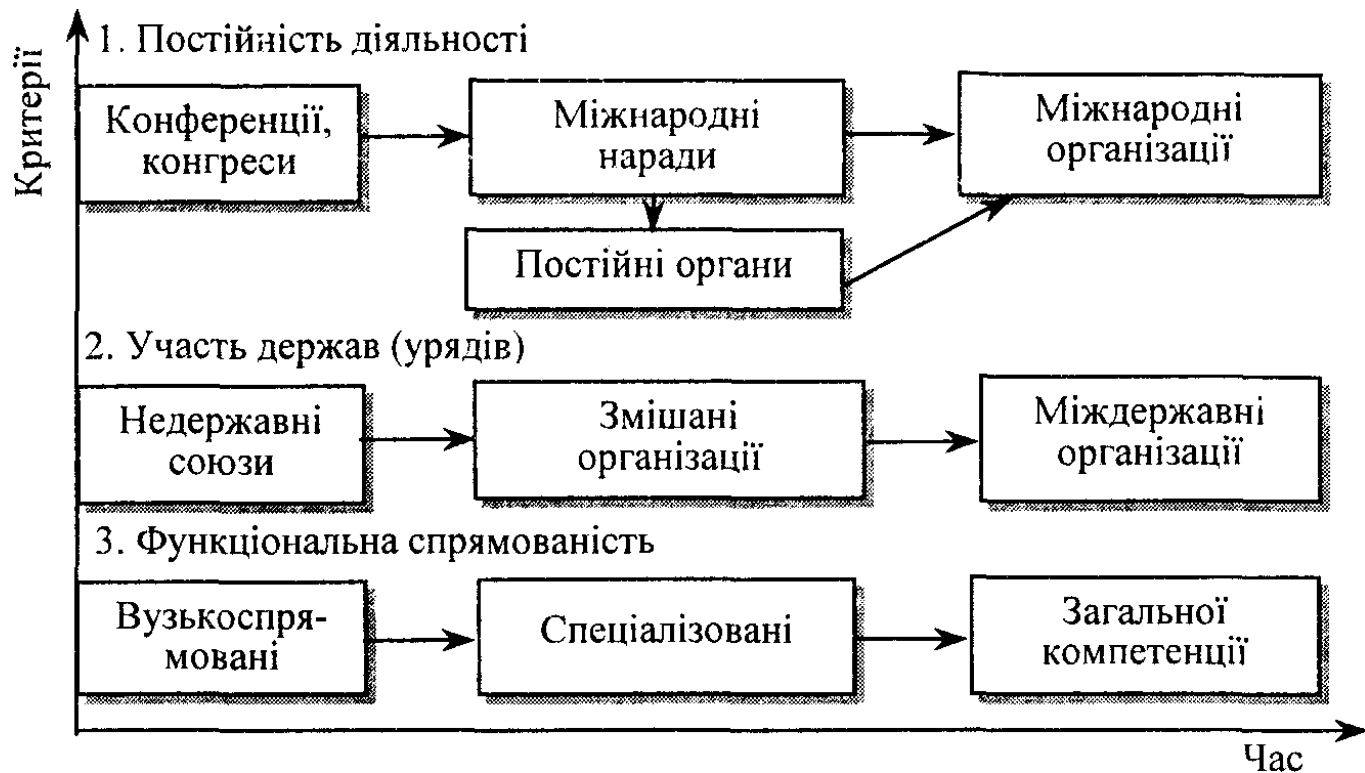 Критерії
1. Постійність діяльності
Конференції,
конгреси
Міжнародні
наради
Міжнародні
організації
Постійні органи
2. Участь держав (урядів)
Недержавні
союзи
Змішані
організації
Міждержавні
організації
3. Функціональна спрямованість
Вузькоспря-
мовані
Спеціалізовані
Загальної
компетенції
Час